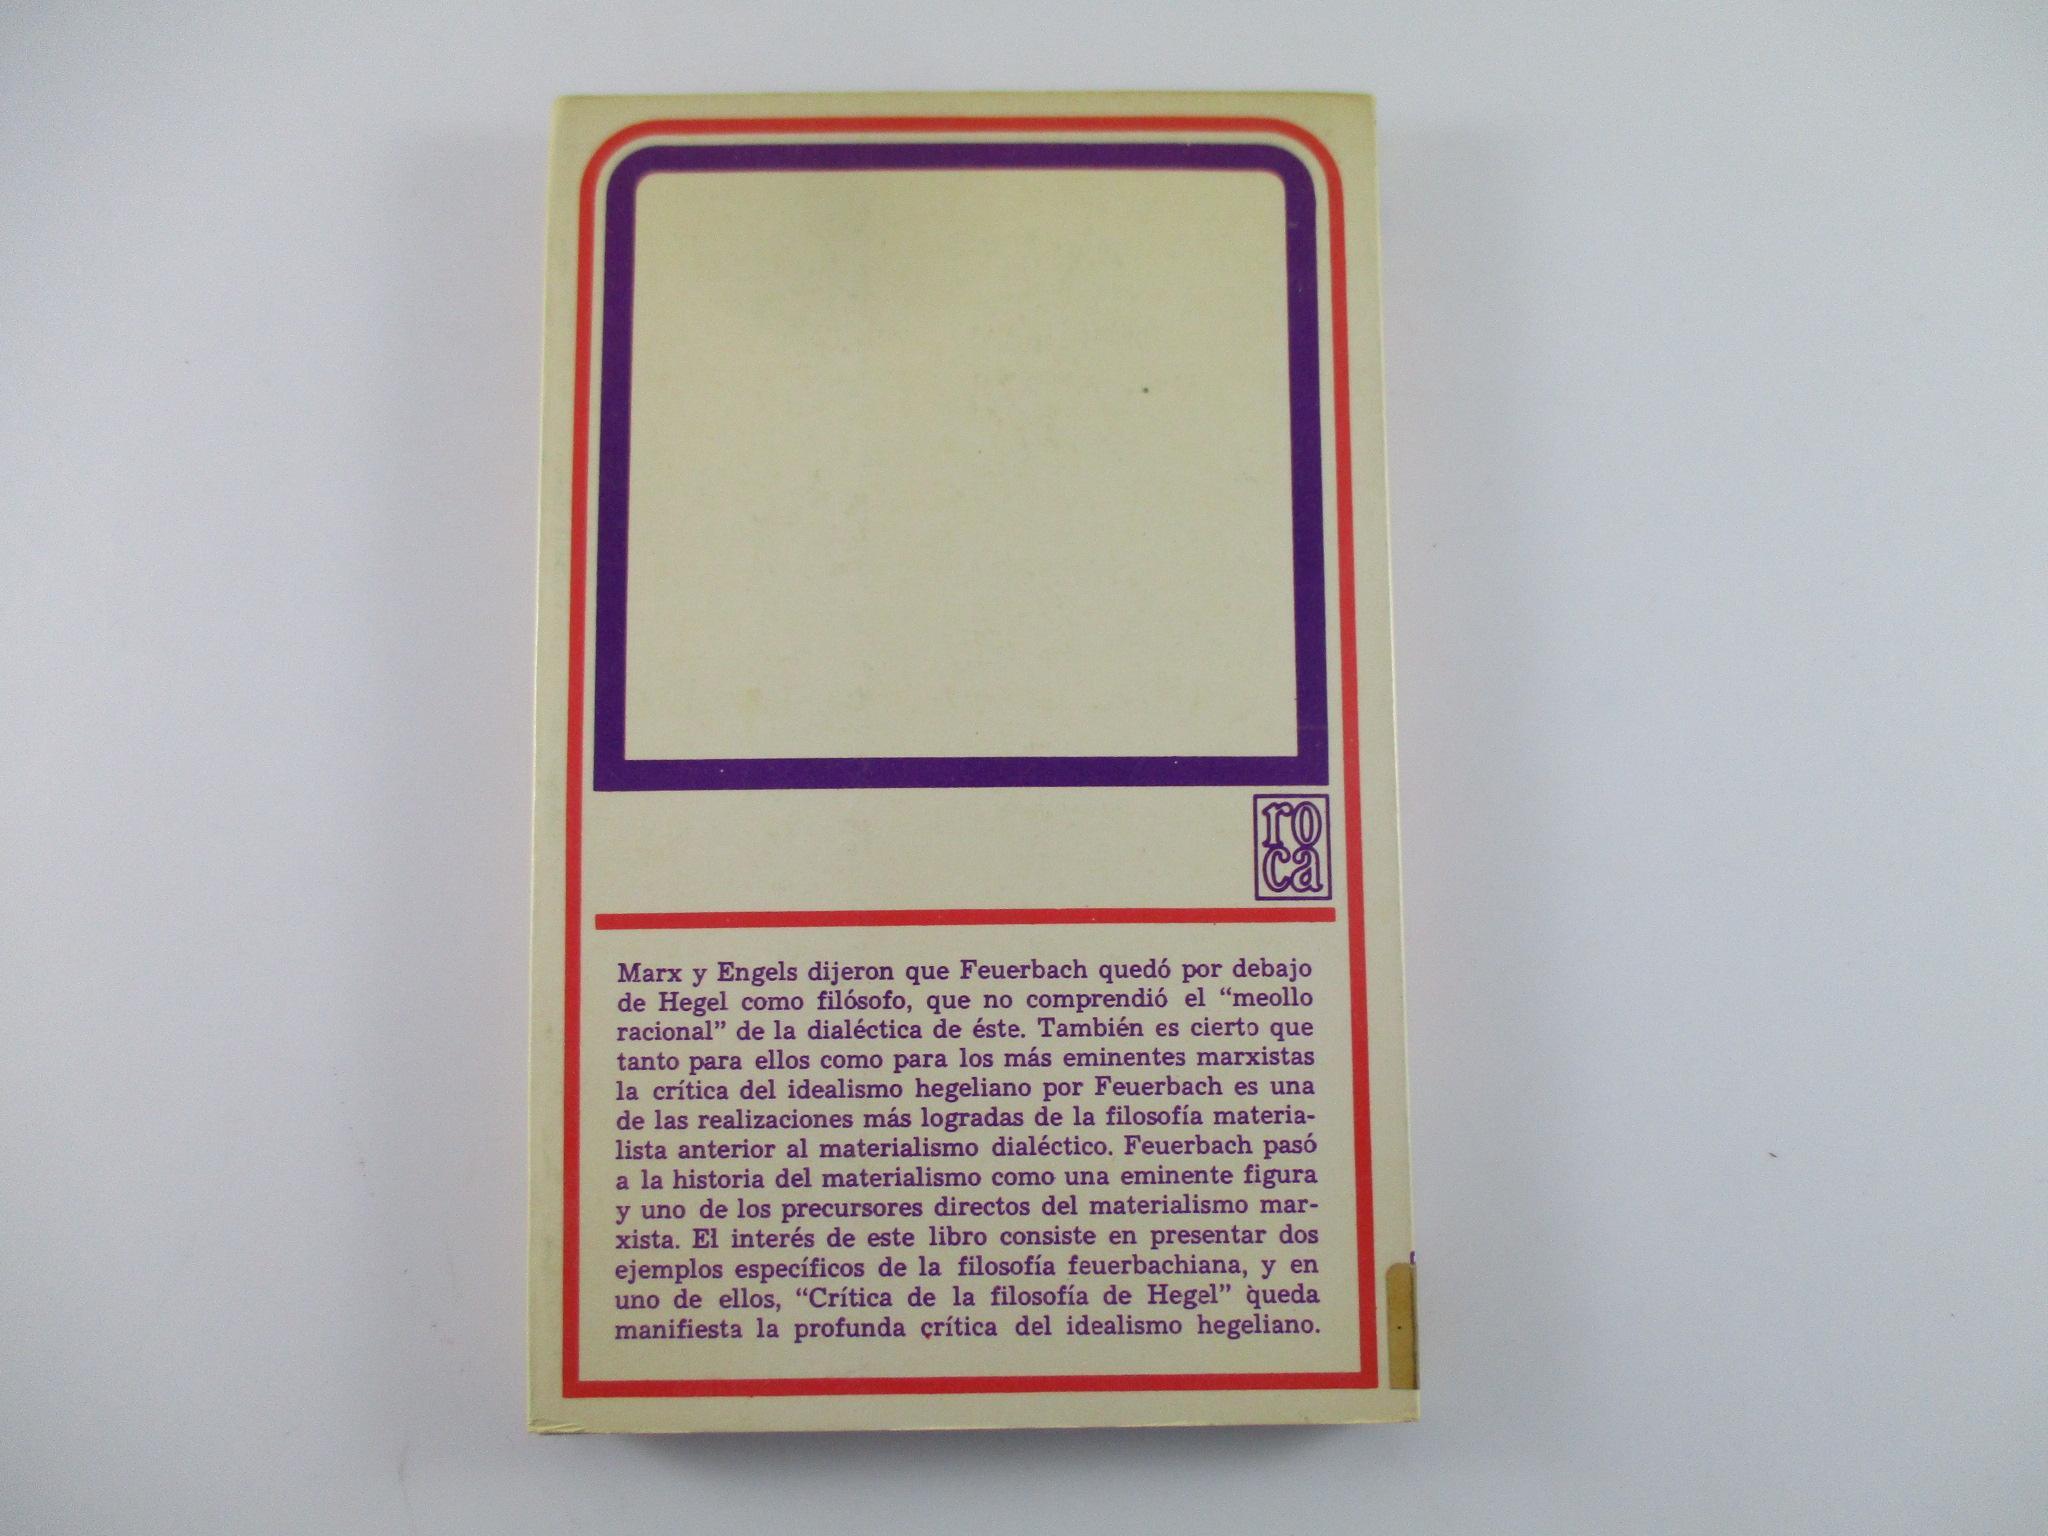 ro
ca
Marx y Engels dijeron que Feuerbach quedó por debajo
de Hegel como filósofo, que no comprendió el “meollo
racional” de la dialéctica de éste. También es cierto que
tanto para ellos como para los más eminentes marxistas
la crítica del idealismo hegeliano por Feuerbach es una
de las realizaciones más logradas de la filosofía materia-
lista anterior al materialismo dialéctico. Feuerbach pasó
a la historia del materialismo como una eminente figura
y uno de los precursores directos del materialismo mar-
xista. El interés de este libro consiste en presentar dos
ejemplos específicos de la filosofía feuerbachiana, y en
uno de ellos, “Crítica de la filosofía de Hegel” queda
manifiesta la profunda crítica del idealismo hegeliano.